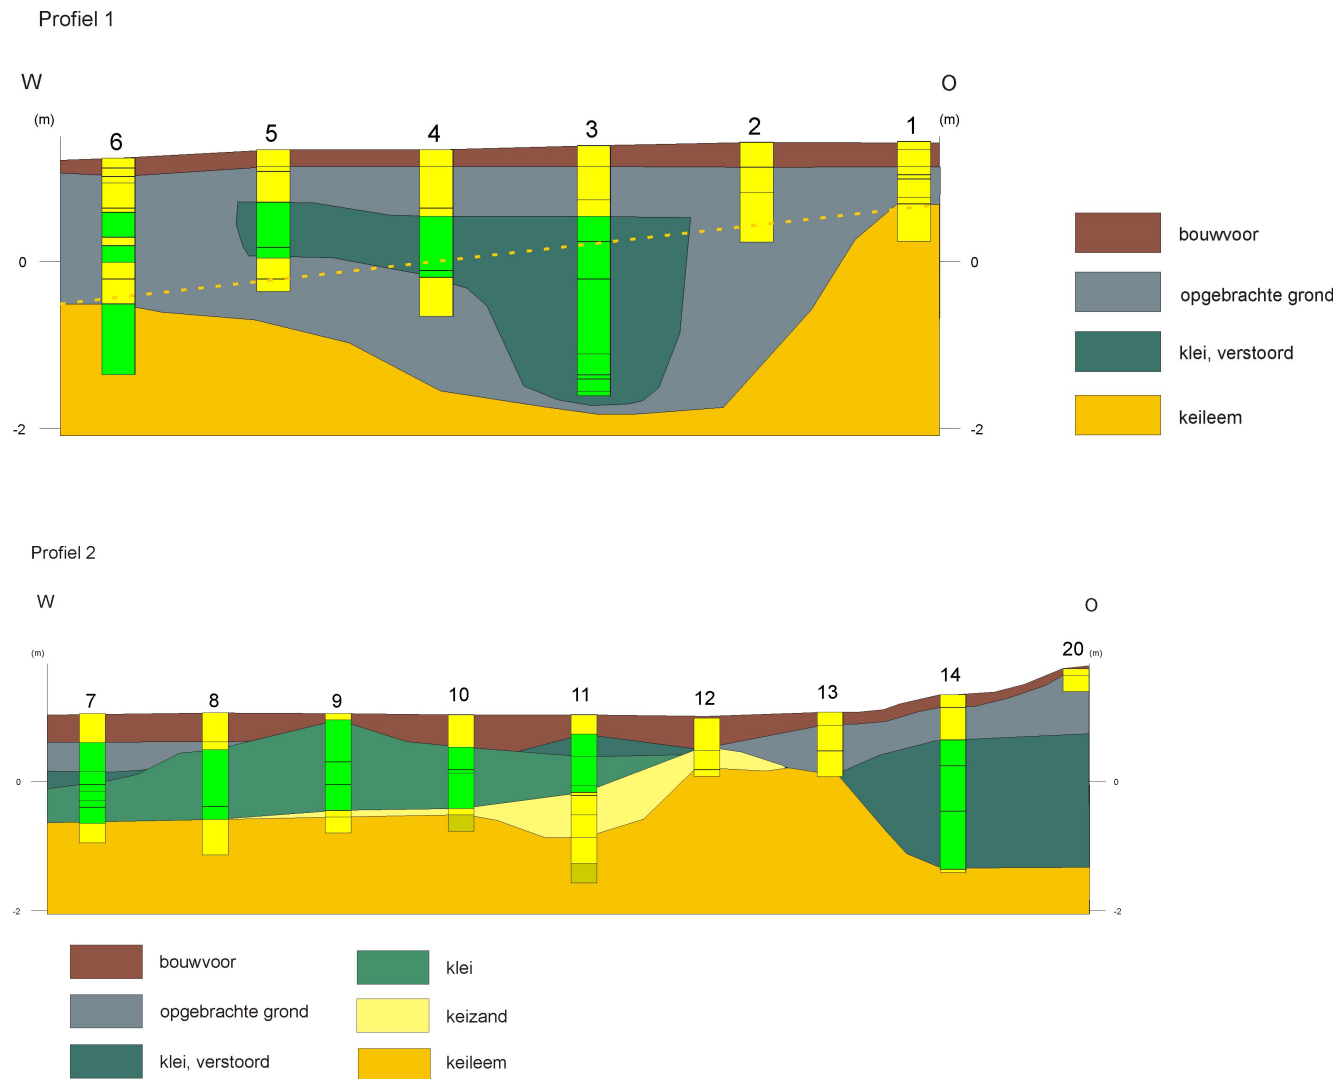 Profiel 1
W O
(m) (m)
6 5 4 3 2 1
0 0
-2 -2
bouwvoor
opgebrachte grond
klei, verstoord
keileem
Profiel 2
W O
(m) (m)
7 8 9 10 11 12 13 14 20
0 0
-2 -2
bouwvoor
opgebrachte grond
klei, verstoord
klei
keizand
keileem